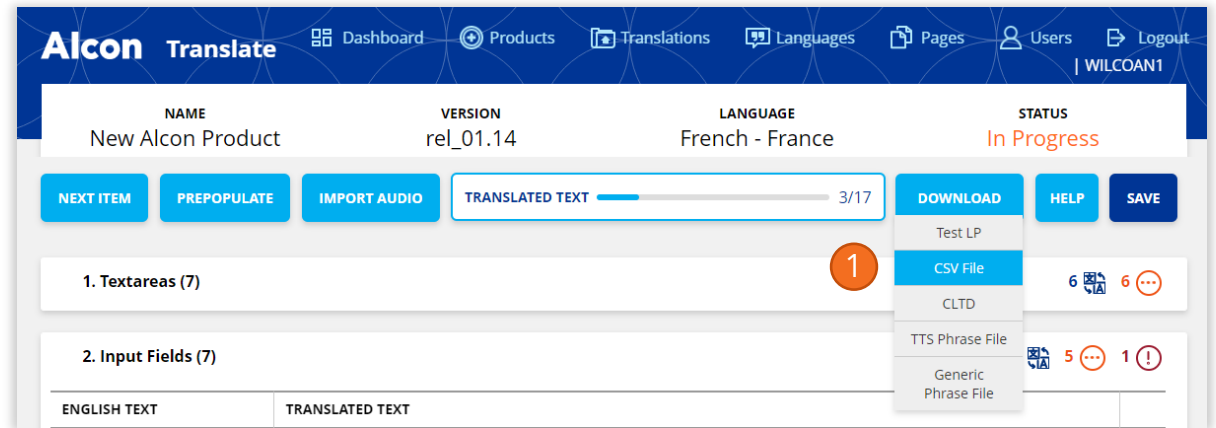 Alcon Translate Dashboard Products Translations Languages Pages Users Logout
| WILCOAN1
NAME VERSION LANGUAGE STATUS
New Alcon Product rel_01.14 French - France In Progress
NEXT ITEM PREPOPULATE IMPORT AUDIO TRANSLATED TEXT 3/17 DOWNLOAD HELP SAVE
Test LP
1 CSV File
1. Textareas (7) 6 6
CLTD
TTS Phrase File
2. Input Fields (7) 5 1
Generic
Phrase File
ENGLISH TEXT TRANSLATED TEXT